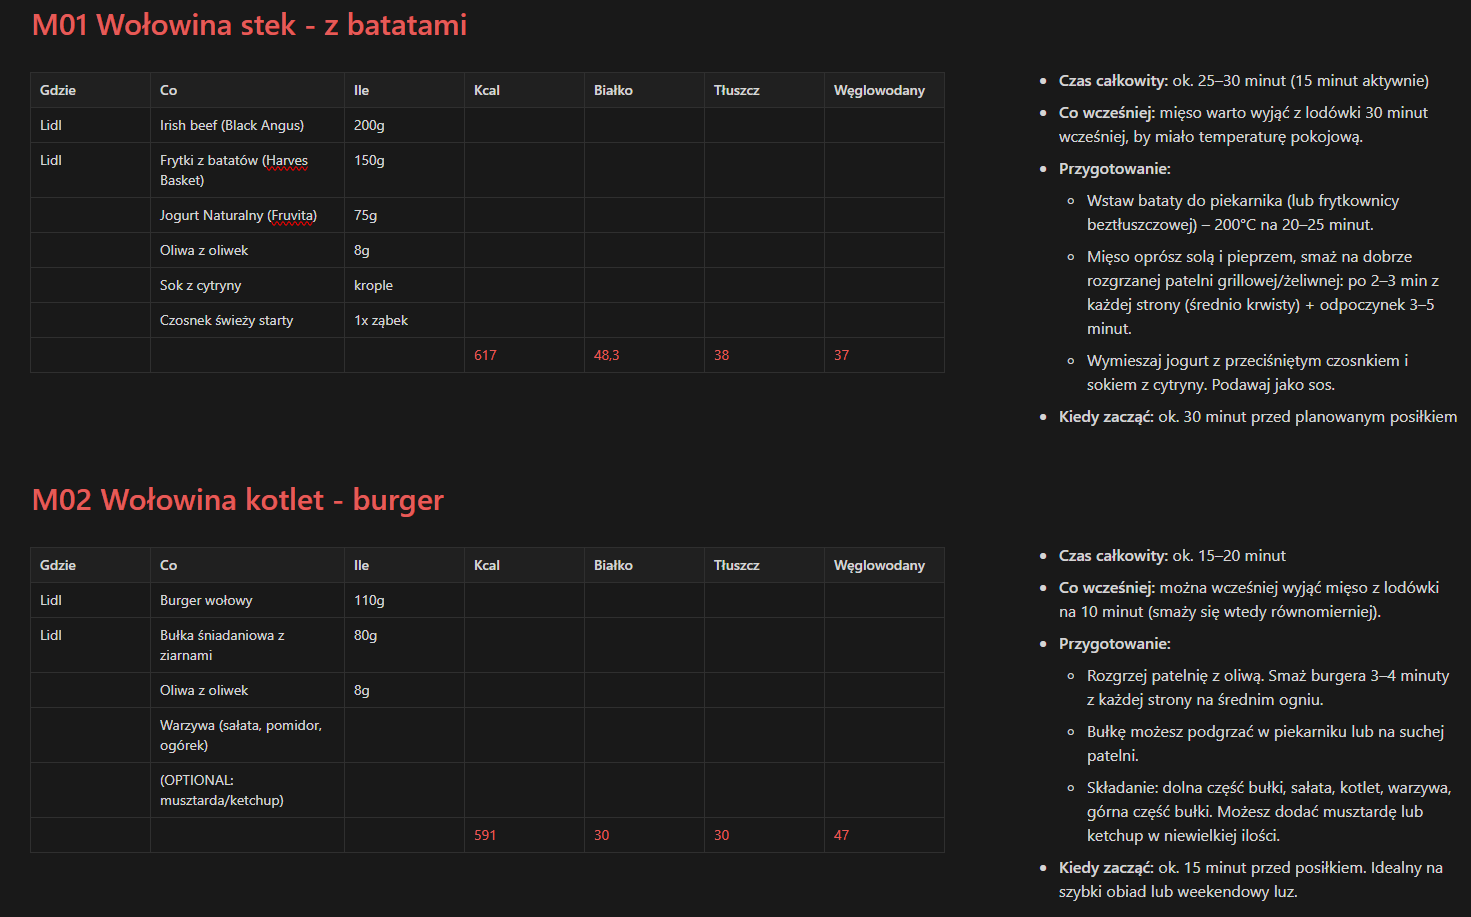 M01 Wołowina stek - z batatami
Gdzie Co Ile Kcal Białko Tłuszcz Węglowodany
Lidl Irish beef (Black Angus) 200g
Lidl Frytki z batatów (Harves 150g
Basket)
Jogurt Naturalny (Fruvita) 75g
Oliwa z oliwek 8g
Sok z cytryny krople
Czosnek świeży starty 1x ząbek
617 48,3 38 37
Czas całkowity: ok. 25–30 minut (15 minut aktywnie)
Co wcześniej: mięso warto wyjąć z lodówki 30 minut
wcześniej, by miało temperaturę pokojową.
Przygotowanie:
Wstaw bataty do piekarnika (lub frytkownicy
beztłuszczowej) – 200°C na 20–25 minut.
Mięso oprósz solą i pieprzem, smaż na dobrze
rozgrzanej patelni grillowej/żeliwnej: po 2–3 min z
każdej strony (średnio krwisty) + odpoczynek 3–5
minut.
Wymieszaj jogurt z przeciśniętym czosnkiem i
sokiem z cytryny. Podawaj jako sos.
Kiedy zacząć: ok. 30 minut przed planowanym posiłkiem
M02 Wołowina kotlet - burger
Gdzie Co Ile Kcal Białko Tłuszcz Węglowodany
Lidl Burger wołowy 110g
Lidl Bułka śniadaniowa z 80g
ziarnami
Oliwa z oliwek 8g
Warzywa (sałata, pomidor,
ogórek)
(OPTIONAL:
musztarda/ketchup)
591 30 30 47
Czas całkowity: ok. 15–20 minut
Co wcześniej: można wcześniej wyjąć mięso z lodówki
na 10 minut (smaży się wtedy równomierniej).
Przygotowanie:
Rozgrzej patelnię z oliwą. Smaż burgera 3–4 minuty
z każdej strony na średnim ogniu.
Bułkę możesz podgrzać w piekarniku lub na suchej
patelni.
Składanie: dolna część bułki, sałata, kotlet, warzywa,
górna część bułki. Możesz dodać musztardę lub
ketchup w niewielkiej ilości.
Kiedy zacząć: ok. 15 minut przed posiłkiem. Idealny na
szybki obiad lub weekendowy luz.